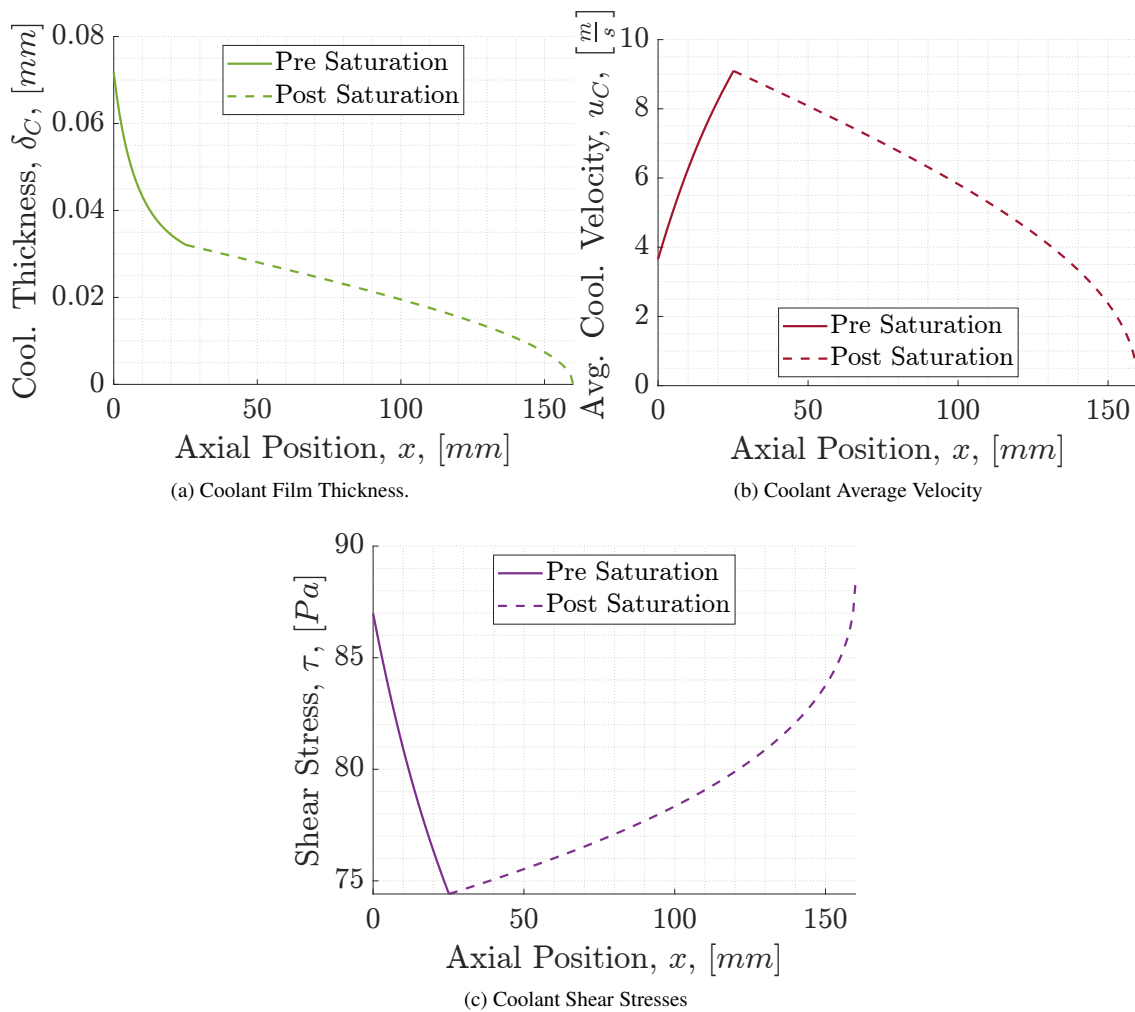 Cool. Thickness, δ_C, [mm]
0.08
0.06
0.04
0.02
0
Pre Saturation
Post Saturation
0 50 100 150
Axial Position, x, [mm]
(a) Coolant Film Thickness.
Avg. Cool. Velocity, u_C, [m/s]
10
8
6
4
2
0
Pre Saturation
Post Saturation
0 50 100 150
Axial Position, x, [mm]
(b) Coolant Average Velocity
Shear Stress, τ, [Pa]
90
85
80
75
Pre Saturation
Post Saturation
0 50 100 150
Axial Position, x, [mm]
(c) Coolant Shear Stresses